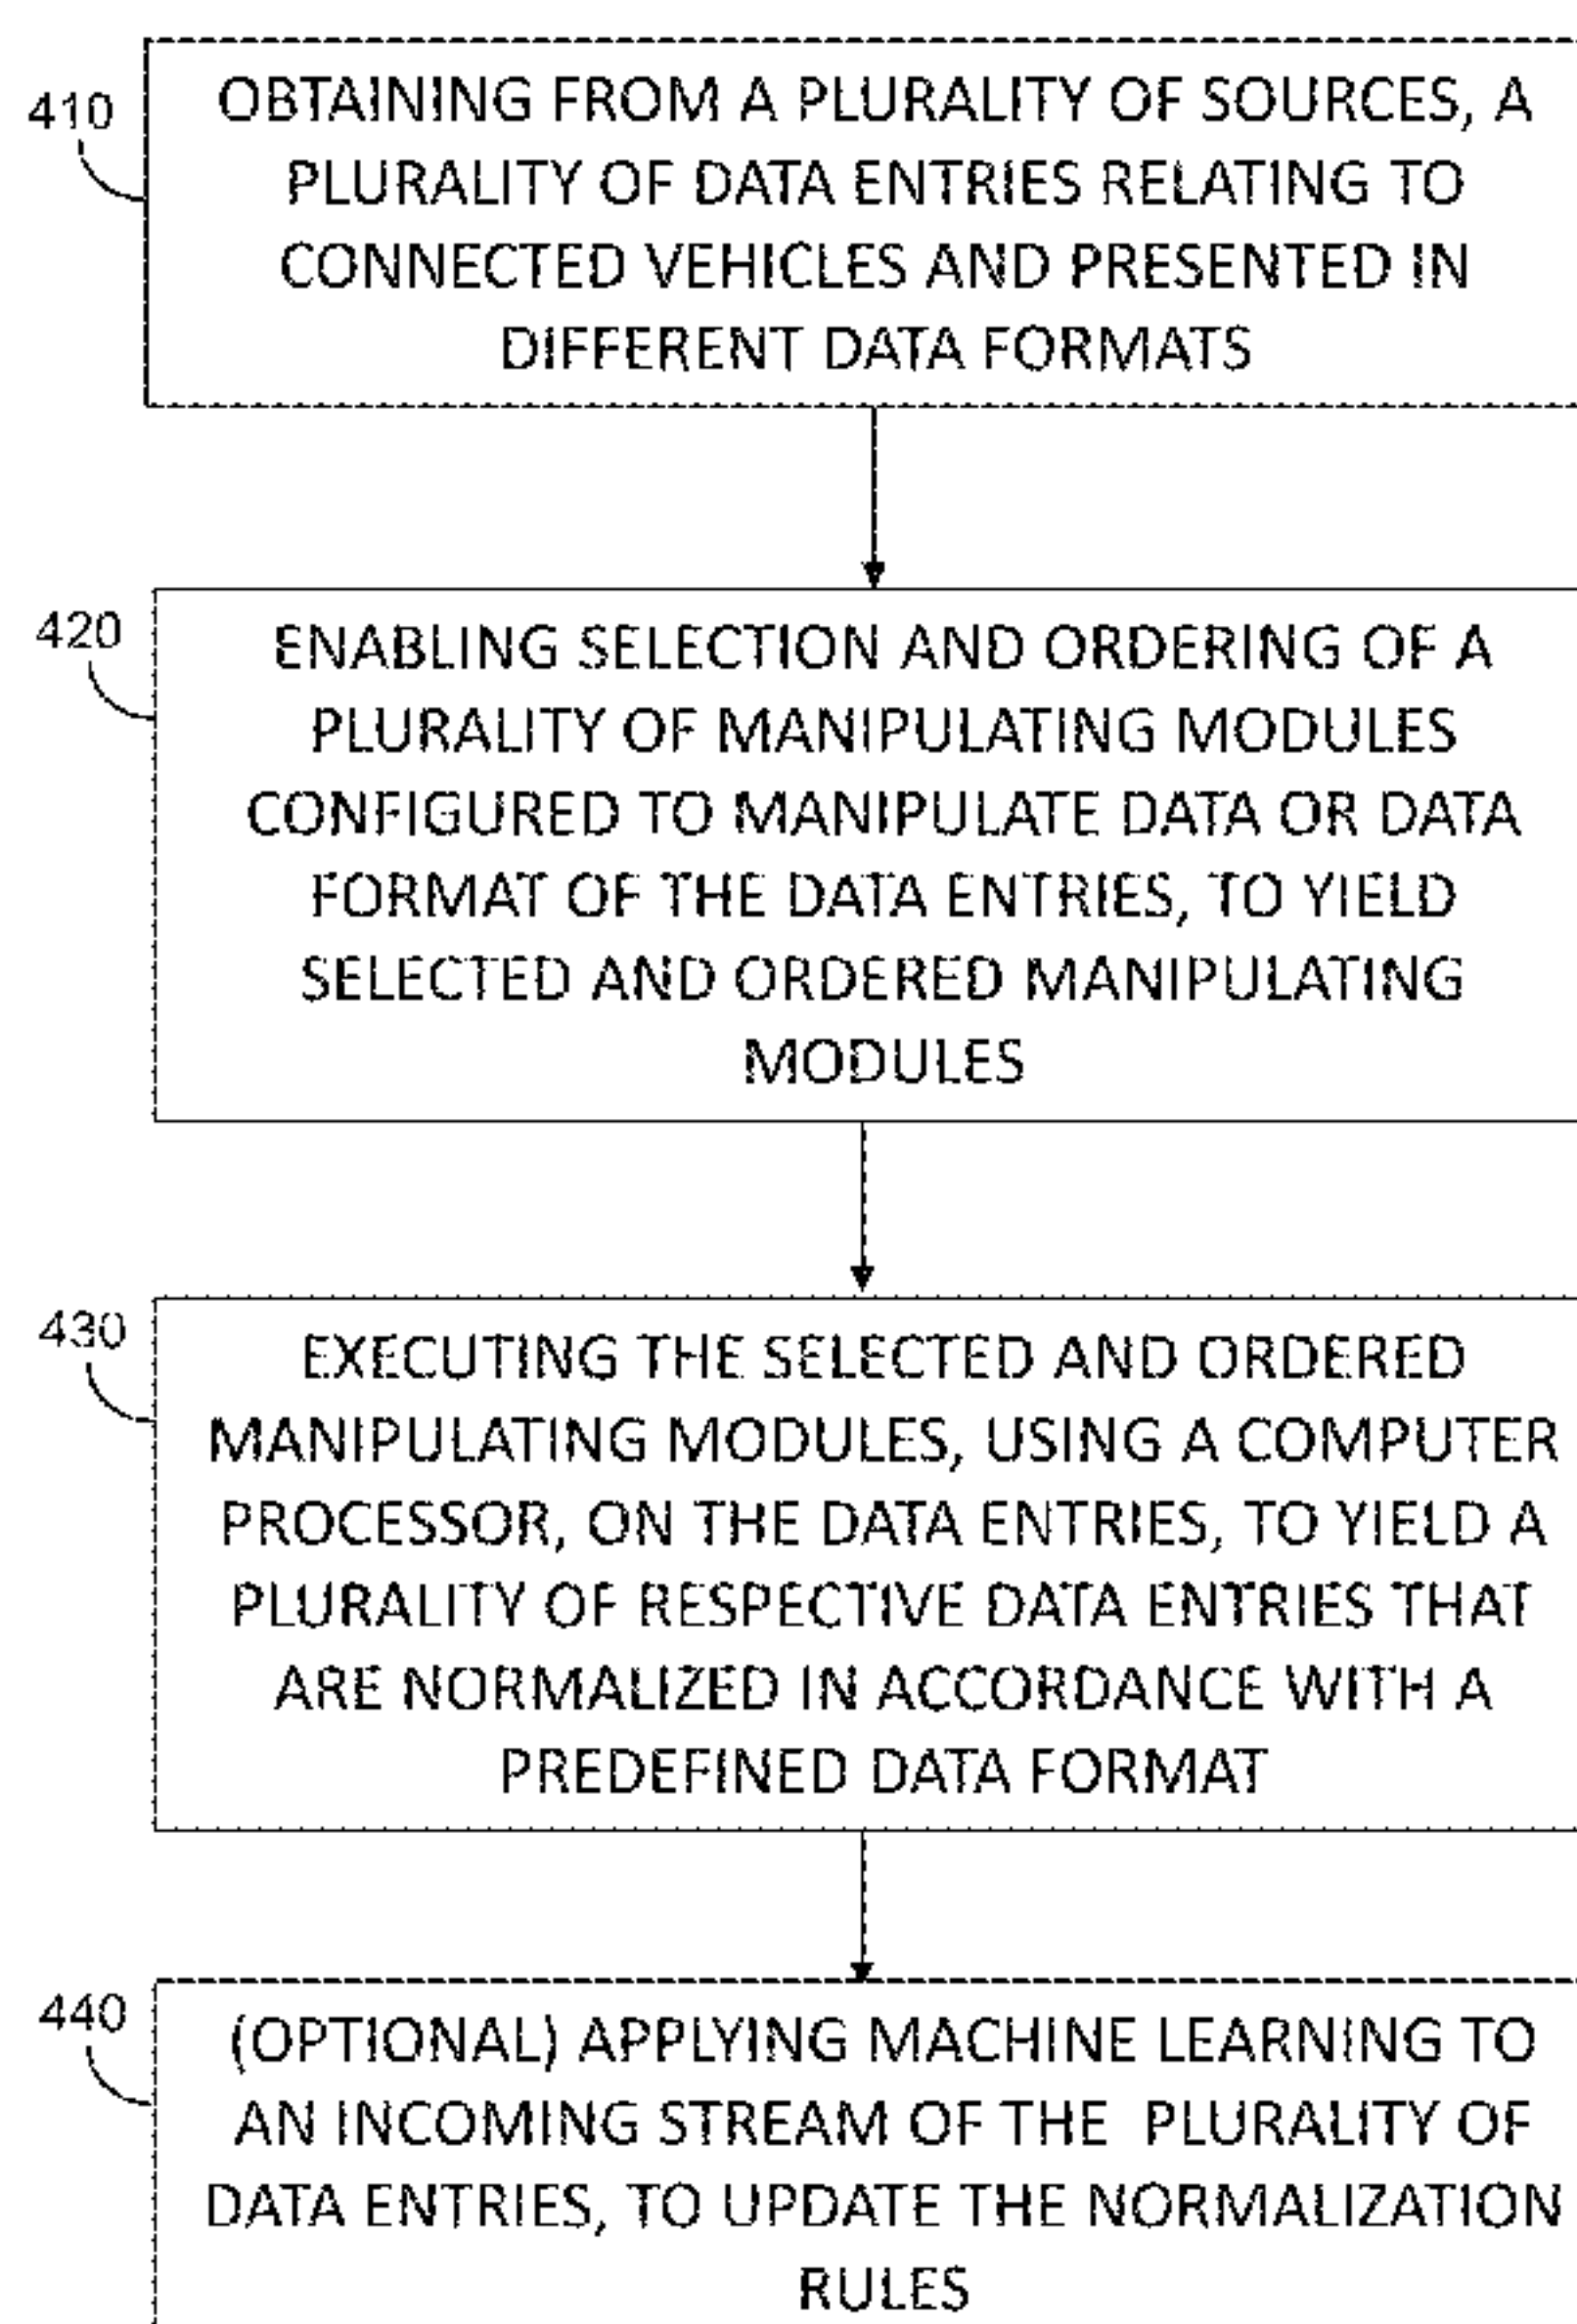 410
OBTAINING FROM A PLURALITY OF SOURCES, A
PLURALITY OF DATA ENTRIES RELATING TO
CONNECTED VEHICLES AND PRESENTED IN
DIFFERENT DATA FORMATS
420
ENABLING SELECTION AND ORDERING OF A
PLURALITY OF MANIPULATING MODULES
CONFIGURED TO MANIPULATE DATA OR DATA
FORMAT OF THE DATA ENTRIES, TO YIELD
SELECTED AND ORDERED MANIPULATING
MODULES
430
EXECUTING THE SELECTED AND ORDERED
MANIPULATING MODULES, USING A COMPUTER
PROCESSOR, ON THE DATA ENTRIES, TO YIELD A
PLURALITY OF RESPECTIVE DATA ENTRIES THAT
ARE NORMALIZED IN ACCORDANCE WITH A
PREDEFINED DATA FORMAT
440
(OPTIONAL) APPLYING MACHINE LEARNING TO
AN INCOMING STREAM OF THE PLURALITY OF
DATA ENTRIES, TO UPDATE THE NORMALIZATION
RULES